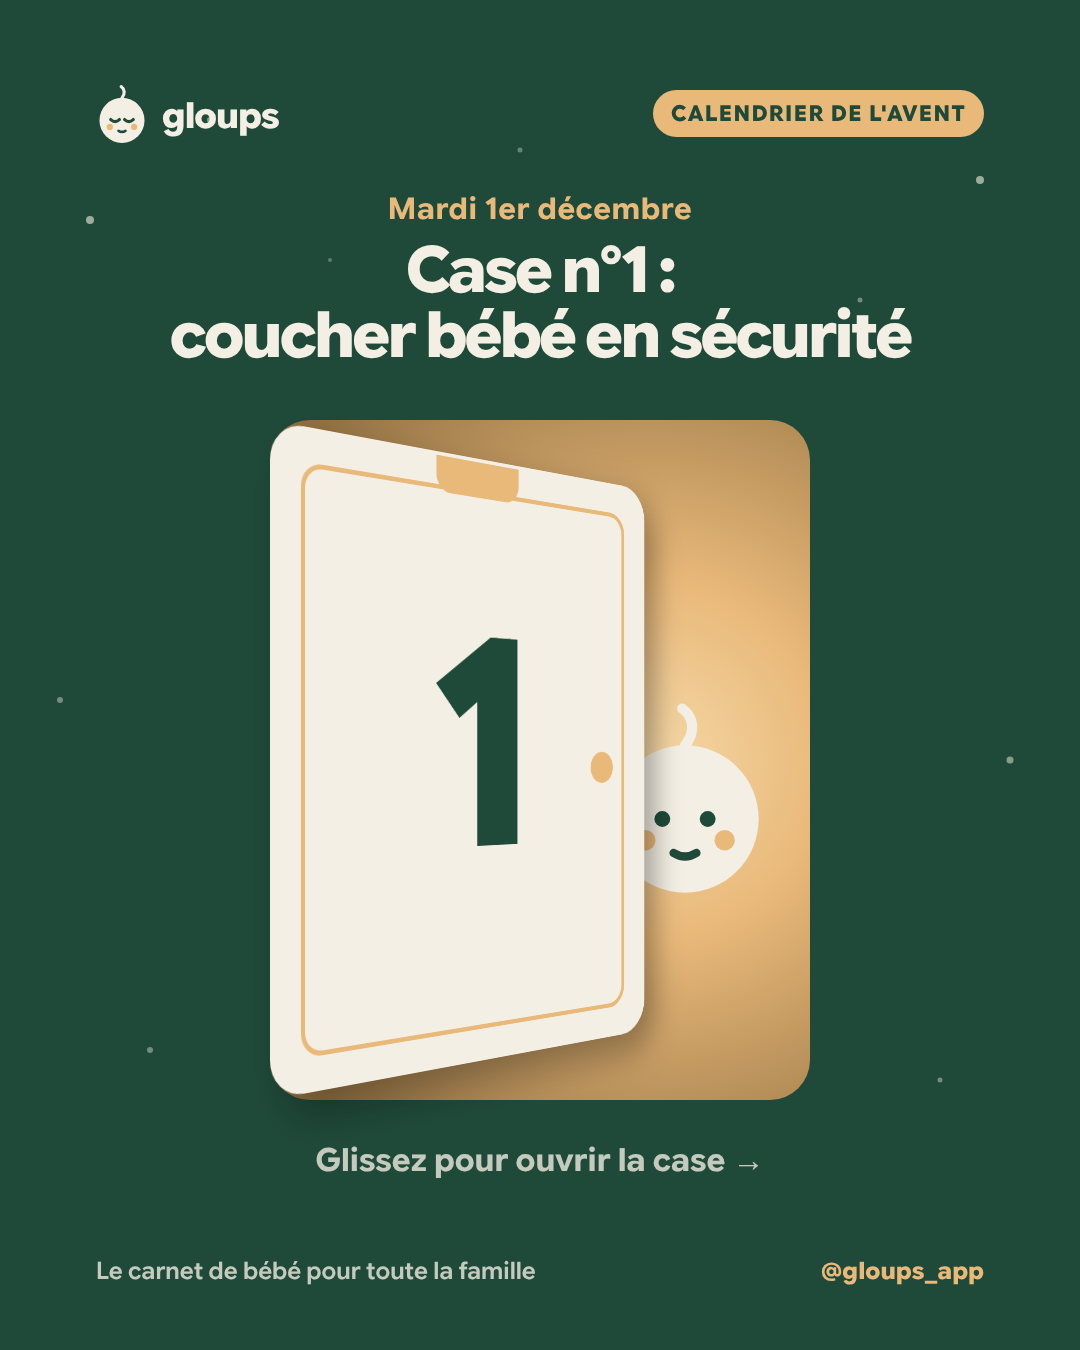 gloups
CALENDRIER DE L'AVENT
Mardi 1er décembre
Case n°1 :
coucher bébé en sécurité
1
Glissez pour ouvrir la case →
Le carnet de bébé pour toute la famille
@gloups_app